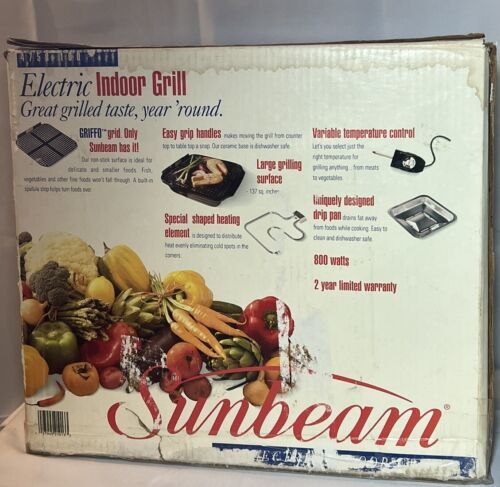 Electric Indoor Grill
Great grilled taste, year 'round.
GRIFFO™ grid. Only
Sunbeam has it!
Our non-stick surface is ideal for
delicate and smaller foods. Fish,
vegetables and other fine foods won't fall through. A built-in
spatula stop helps turn foods over.
Easy grip handles makes moving the grill from counter
top to table top a snap. Our ceramic base is dishwasher safe.
Large grilling
surface
- 137 sq. inches
Special shaped heating
element is designed to distribute
heat evenly eliminating cold spots in the
corners.
Variable temperature control
Let's you select just the
right temperature for
grilling anything... from meats
to vegetables.
Uniquely designed
drip pan drains fat away
from foods while cooking. Easy to
clean and dishwasher safe.
800 watts
2 year limited warranty
Sunbeam®